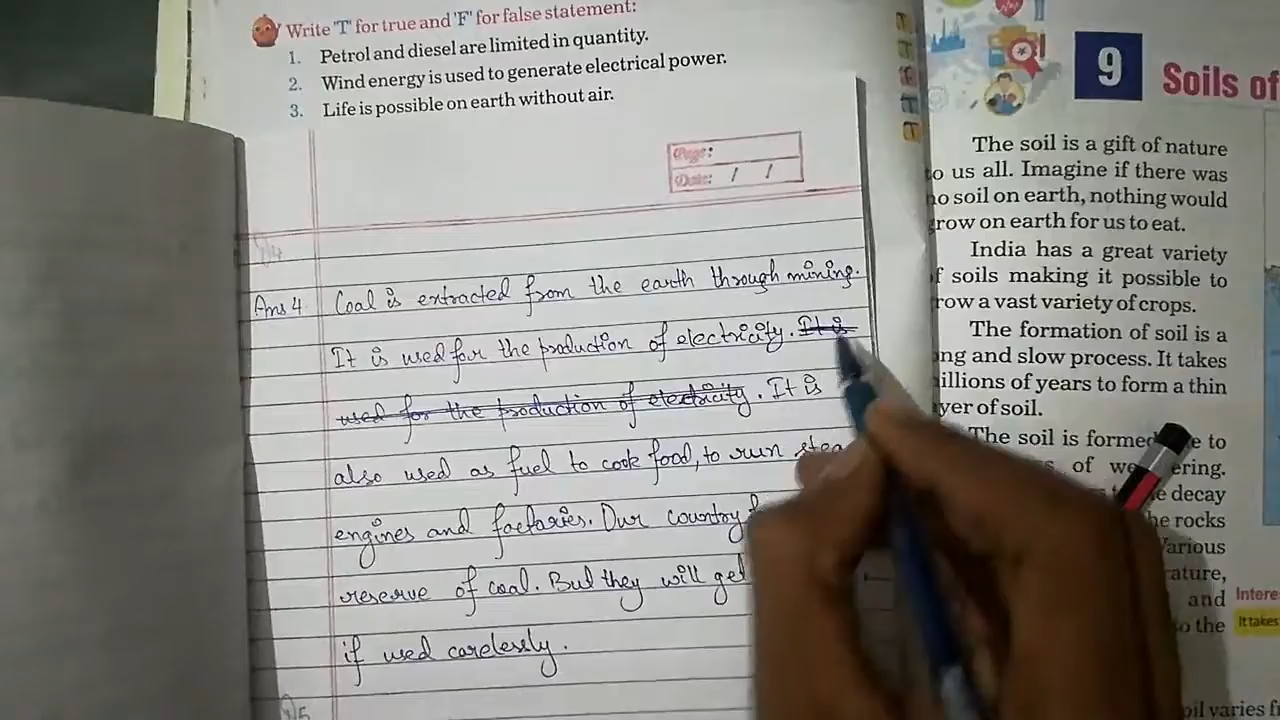 Write 'T' for true and 'F' for false statement:
1. Petrol and diesel are limited in quantity.
2. Wind energy is used to generate electrical power.
3. Life is possible on earth without air.
Page:
Date: / /
Ans 4 Coal is extracted from the earth through mining.
It is used for the production of electricity. It is
used for the production of electricity. It is
also used as fuel to cook food, to run
engines and factories. Our country
reserve of coal. But they will get
if used carelessly.
9 Soils of
The soil is a gift of nature
to us all. Imagine if there was
no soil on earth, nothing would
grow on earth for us to eat.
India has a great variety
of soils making it possible to
grow a vast variety of crops.
The formation of soil is a
and slow process. It takes
millions of years to form a thin
layer of soil.
The soil is formed to
of
decay
the rocks
Various
and
to the
It takes
soil varies